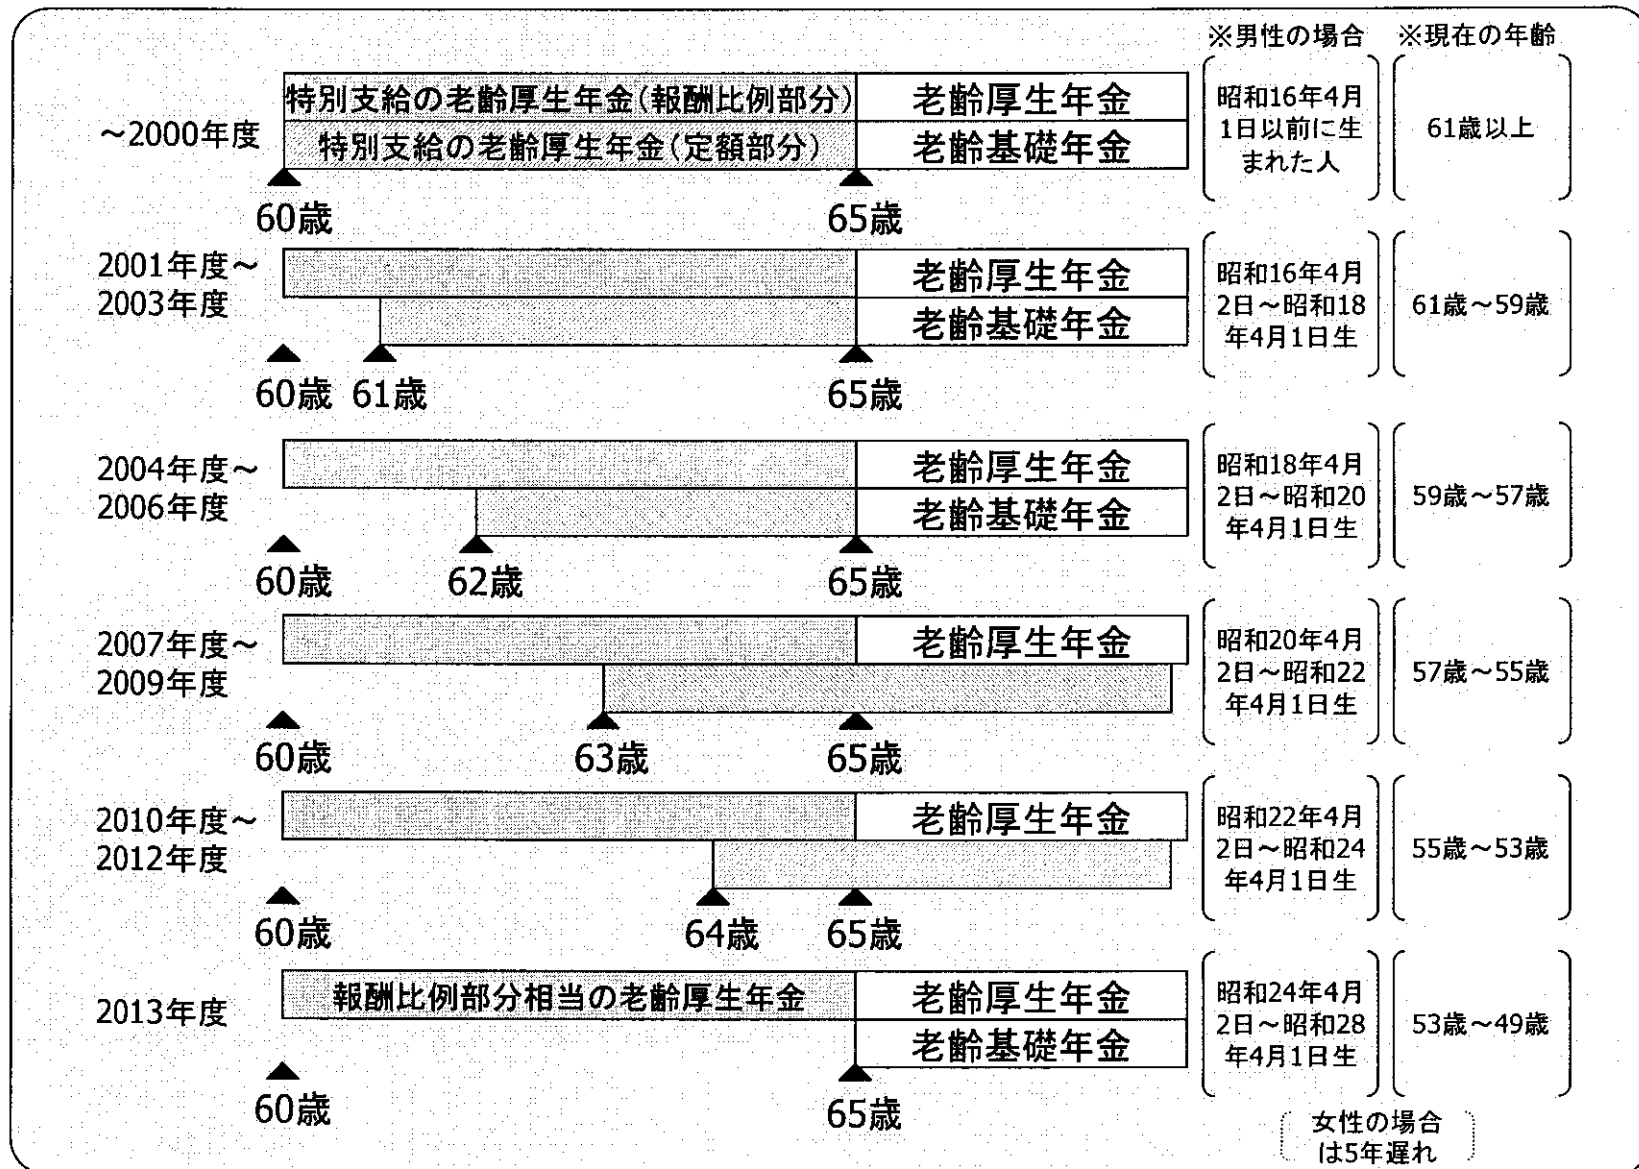 ※男性の場合 ※現在の年齢
～2000年度
特別支給の老齢厚生年金(報酬比例部分)
老齢厚生年金
特別支給の老齢厚生年金(定額部分)
老齢基礎年金
60歳
65歳
昭和16年4月
1日以前に生
まれた人
61歳以上
2001年度～
2003年度
老齢厚生年金
老齢基礎年金
60歳
61歳
65歳
昭和16年4月
2日～昭和18
年4月1日生
61歳～59歳
2004年度～
2006年度
老齢厚生年金
老齢基礎年金
60歳
62歳
65歳
昭和18年4月
2日～昭和20
年4月1日生
59歳～57歳
2007年度～
2009年度
老齢厚生年金
60歳
63歳
65歳
昭和20年4月
2日～昭和22
年4月1日生
57歳～55歳
2010年度～
2012年度
老齢厚生年金
60歳
64歳
65歳
昭和22年4月
2日～昭和24
年4月1日生
55歳～53歳
2013年度
報酬比例部分相当の老齢厚生年金
老齢厚生年金
老齢基礎年金
60歳
65歳
昭和24年4月
2日～昭和28
年4月1日生
53歳～49歳
女性の場合
は5年遅れ